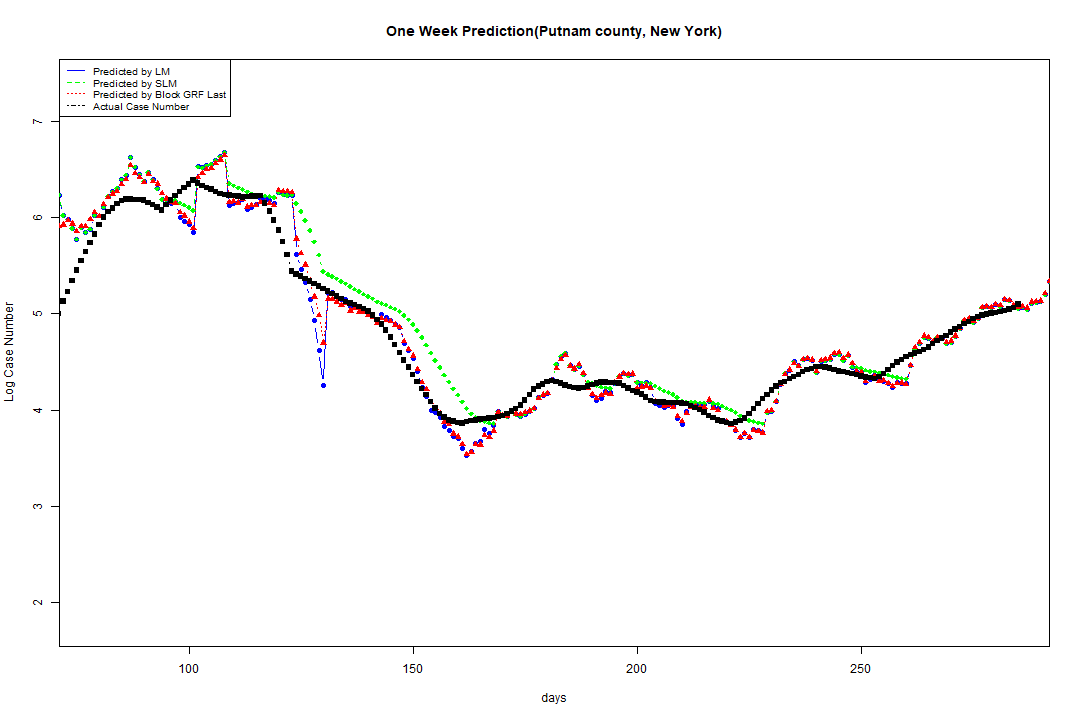 One Week Prediction(Putnam county, New York)
Predicted by LM
Predicted by SLM
Predicted by Block GRF Last
Actual Case Number
7
6
5
4
3
2
Log Case Number
100 150 200 250
days